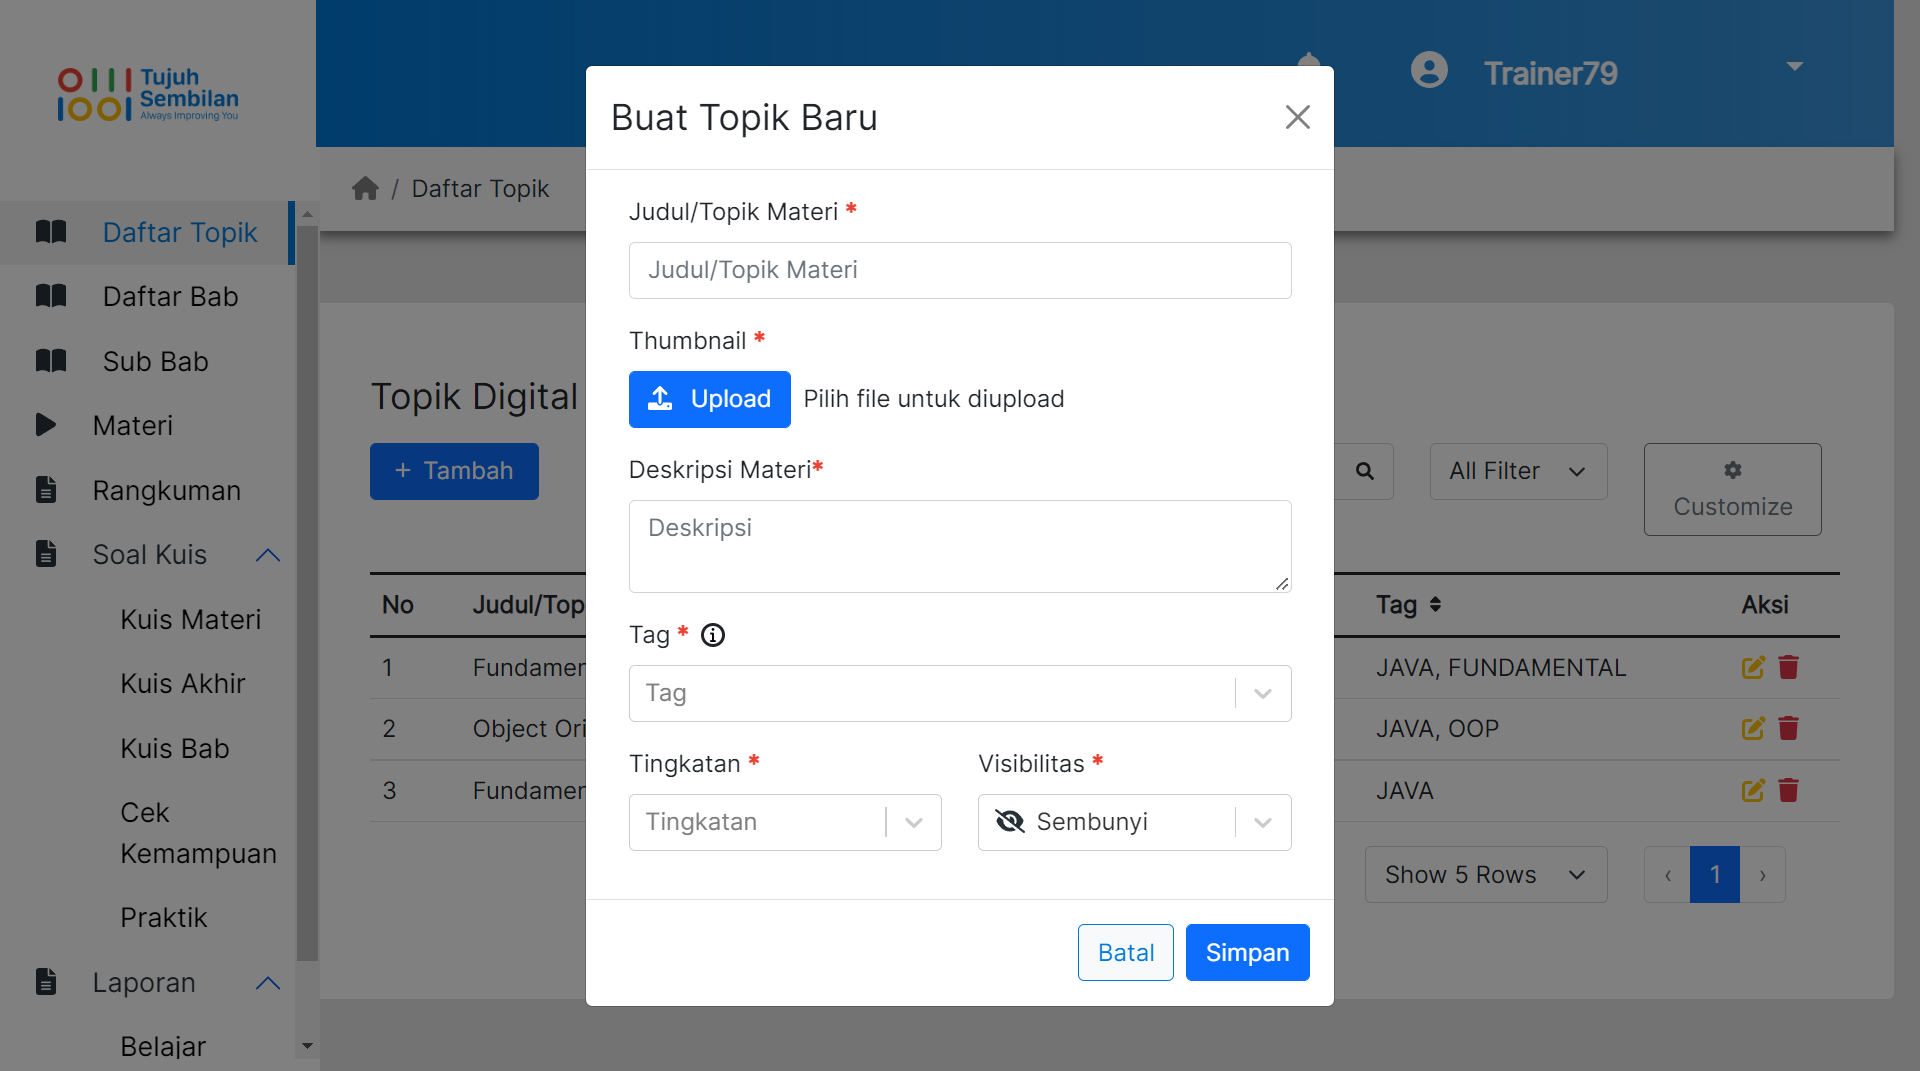 Tujuh
Sembilan
Always Improving You
Trainer79
Daftar Topik
Daftar Bab
Sub Bab
Materi
Rangkuman
Soal Kuis
Kuis Materi
Kuis Akhir
Kuis Bab
Cek
Kemampuan
Praktik
Laporan
Belajar
/ Daftar Topik
Topik Digital
+ Tambah
All Filter
Customize
No Judul/Top Tag Aksi
1 Fundamen JAVA, FUNDAMENTAL
2 Object Ori JAVA, OOP
3 Fundamen JAVA
Show 5 Rows
‹ 1 ›
Buat Topik Baru
Judul/Topik Materi *
Judul/Topik Materi
Thumbnail *
Upload Pilih file untuk diupload
Deskripsi Materi*
Deskripsi
Tag *
Tag
Tingkatan * Visibilitas *
Tingkatan Sembunyi
Batal Simpan